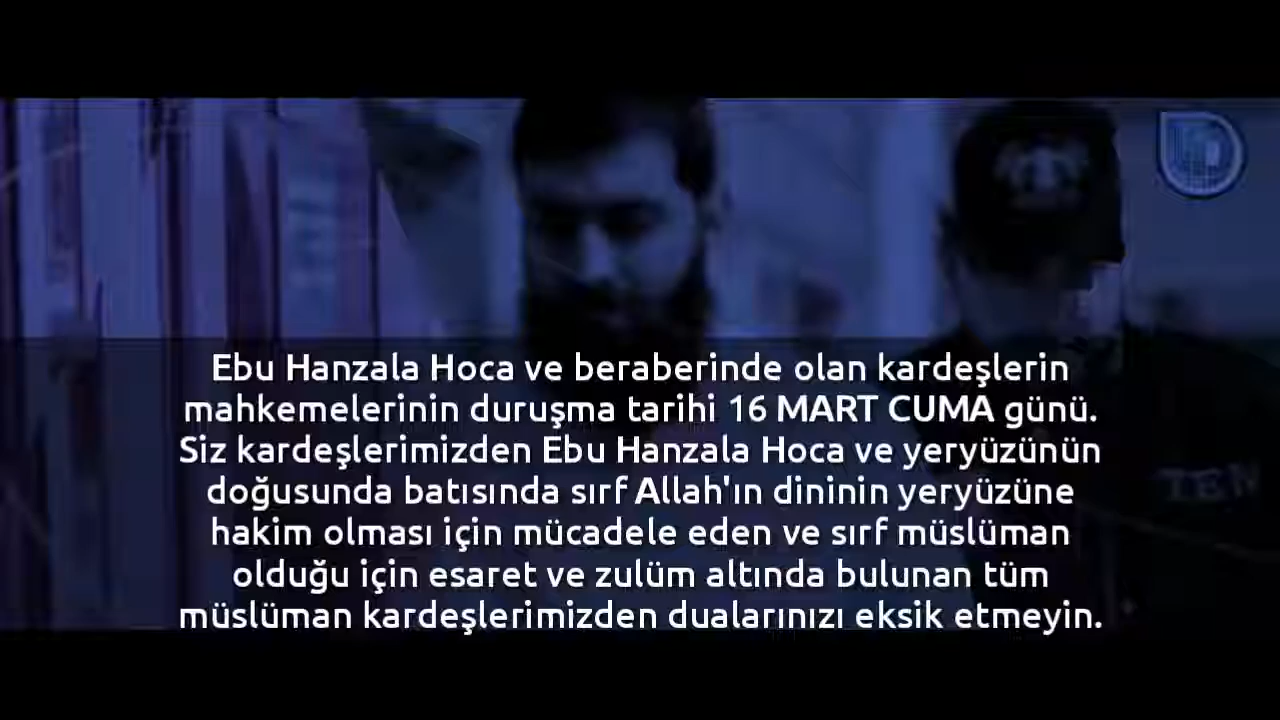 Ebu Hanzala Hoca ve beraberinde olan kardeşlerin
mahkemelerinin duruşma tarihi 16 MART CUMA günü.
Siz kardeşlerimizden Ebu Hanzala Hoca ve yeryüzünün
doğusunda batısında sırf Allah'ın dininin yeryüzüne
hakim olması için mücadele eden ve sırf müslüman
olduğu için esaret ve zulüm altında bulunan tüm
müslüman kardeşlerimizden dualarınızı eksik etmeyin.
TEM